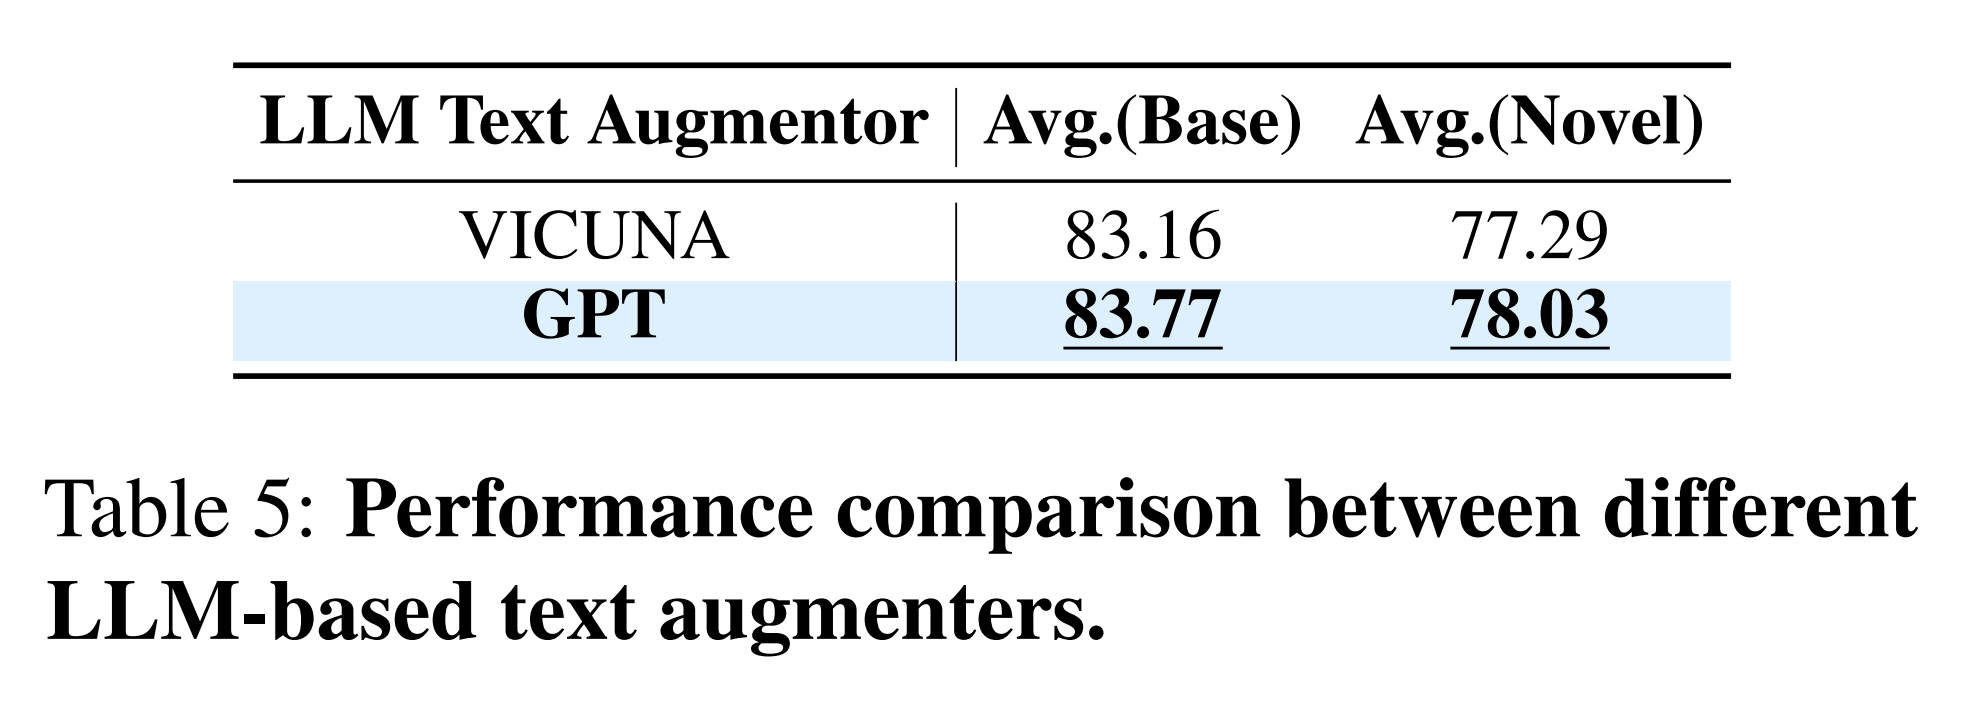 LLM Text Augmentor Avg.(Base) Avg.(Novel)
VICUNA 83.16 77.29
GPT 83.77 78.03
Table 5: Performance comparison between different
LLM-based text augmenters.